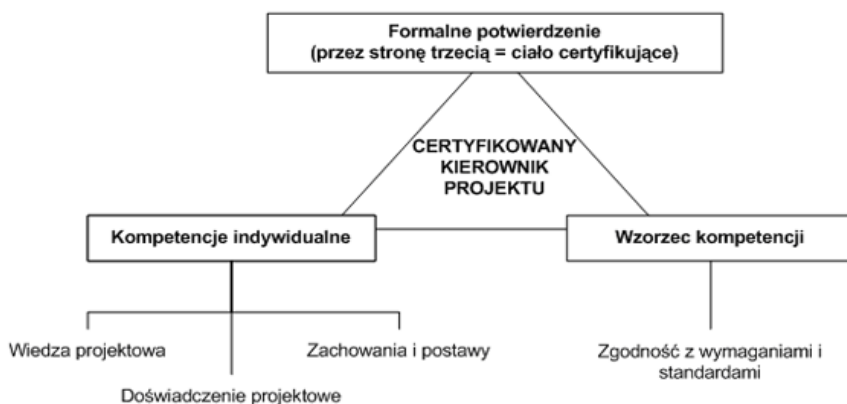 Formalne potwierdzenie
(przez stronę trzecią = ciało certyfikujące)
CERTYFIKOWANY
KIEROWNIK
PROJEKTU
Kompetencje indywidualne
Wzorzec kompetencji
Wiedza projektowa
Zachowania i postawy
Doświadczenie projektowe
Zgodność z wymaganiami i
standardami